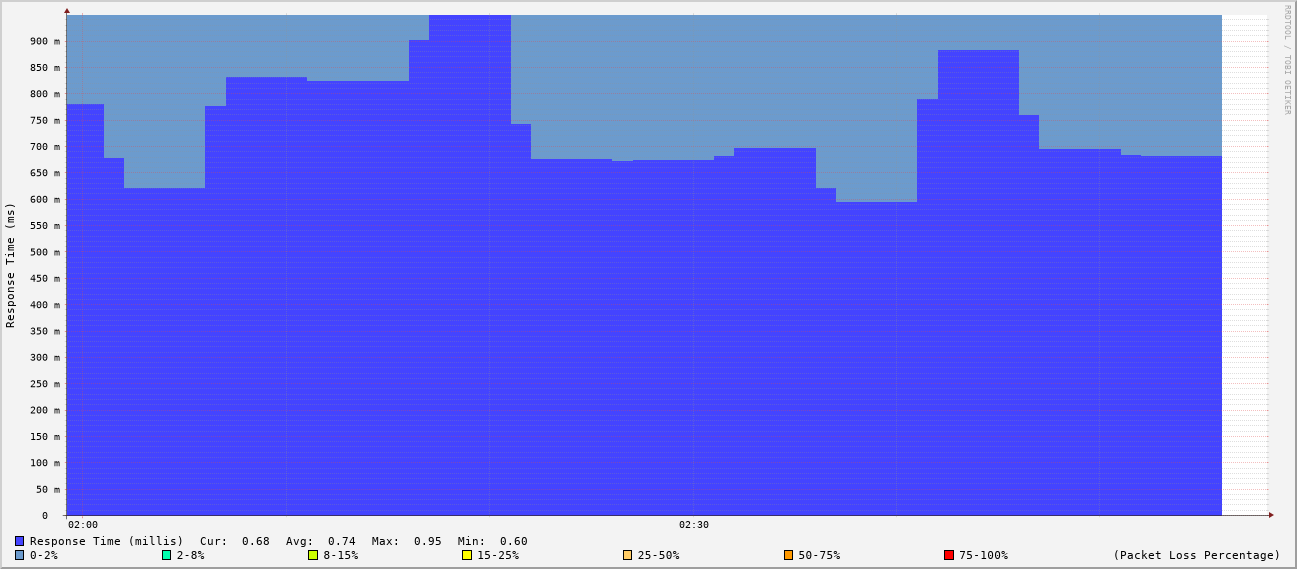 RRDTOOL / TOBI OETIKER
Response Time (ms)
900 m
850 m
800 m
750 m
700 m
650 m
600 m
550 m
500 m
450 m
400 m
350 m
300 m
250 m
200 m
150 m
100 m
50 m
0
02:00 02:30
Response Time (millis) Cur: 0.68 Avg: 0.74 Max: 0.95 Min: 0.60
0-2% 2-8% 8-15% 15-25% 25-50% 50-75% 75-100% (Packet Loss Percentage)